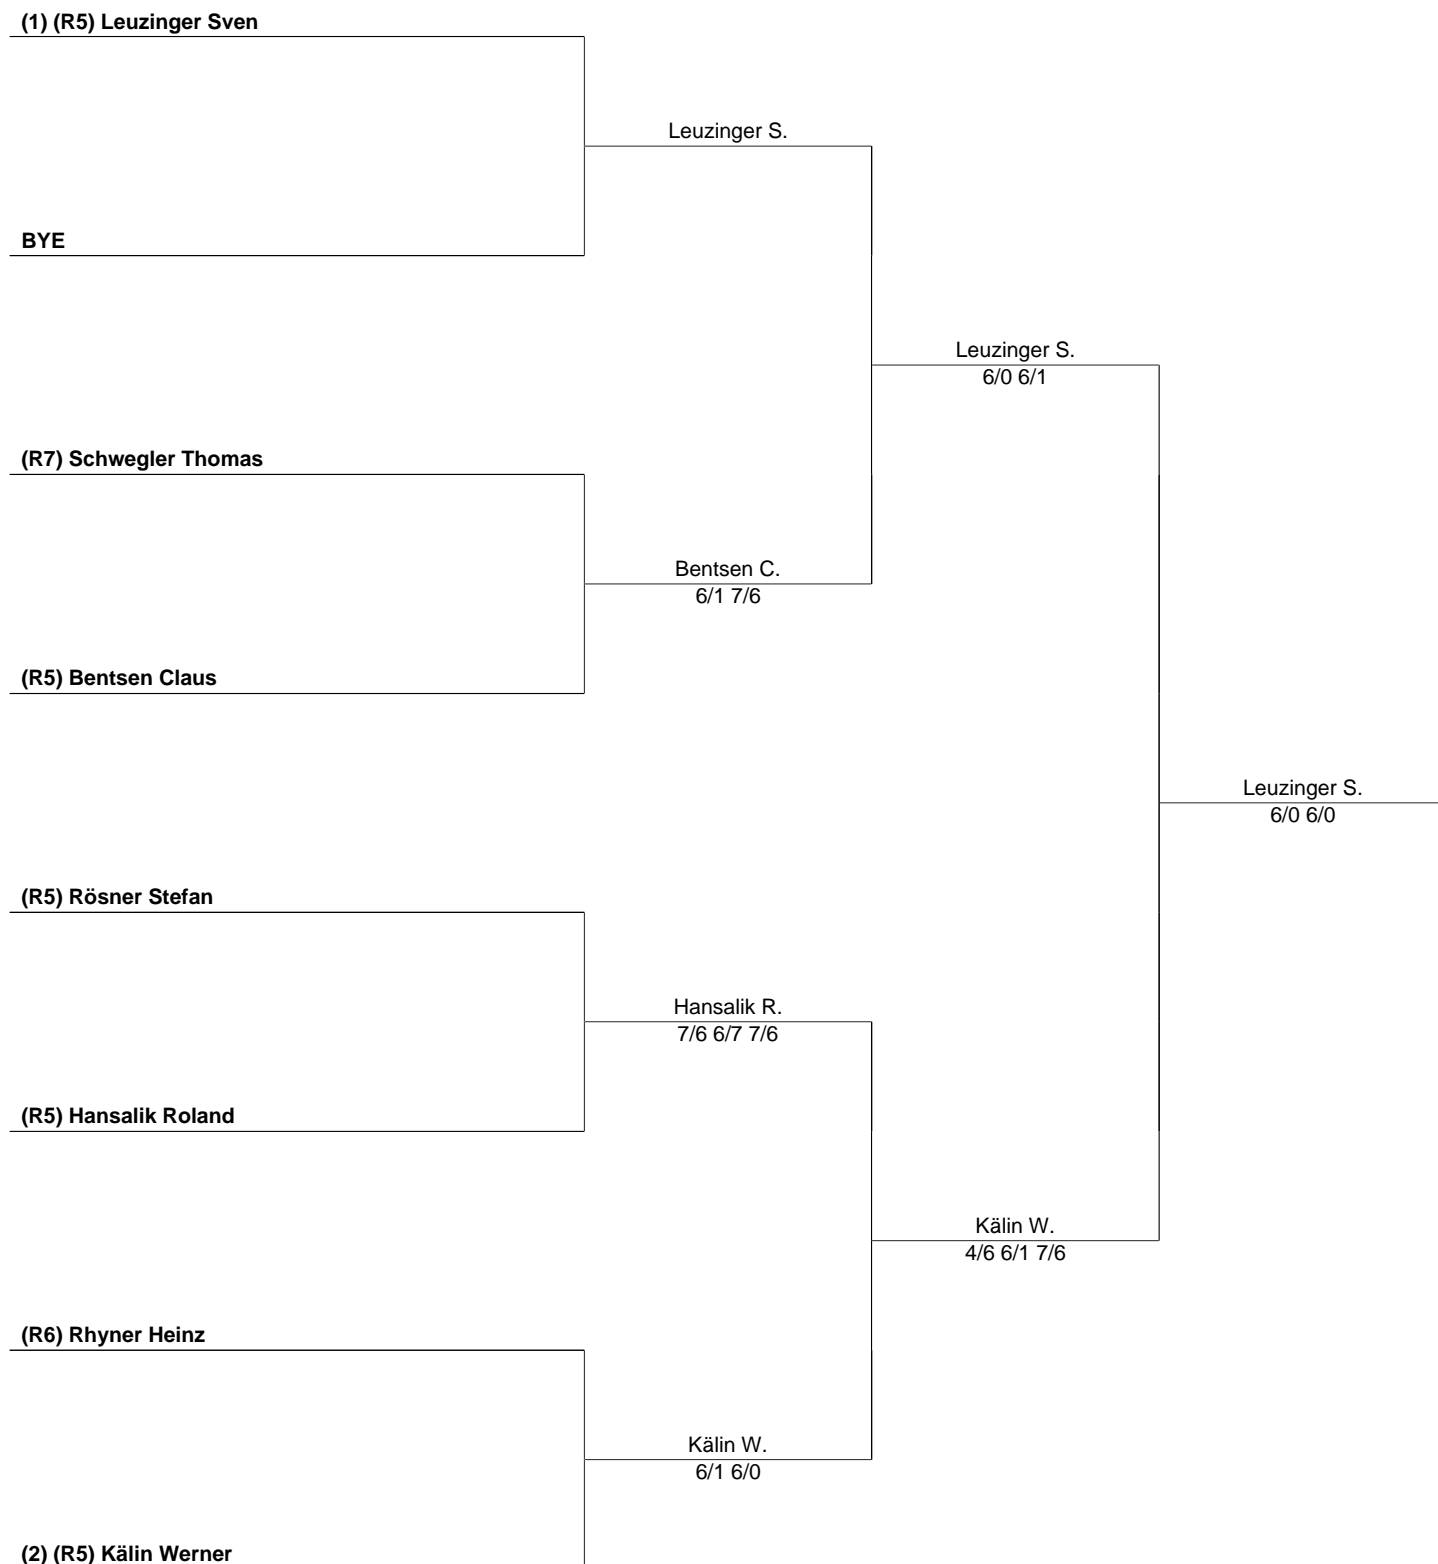 (1) (R5) Leuzinger Sven
Leuzinger S.
BYE
Leuzinger S.
6/0 6/1
(R7) Schwegler Thomas
Bentsen C.
6/1 7/6
(R5) Bentsen Claus
Leuzinger S.
6/0 6/0
(R5) Rösner Stefan
Hansalik R.
7/6 6/7 7/6
(R5) Hansalik Roland
Kälin W.
4/6 6/1 7/6
(R6) Rhyner Heinz
Kälin W.
6/1 6/0
(2) (R5) Kälin Werner